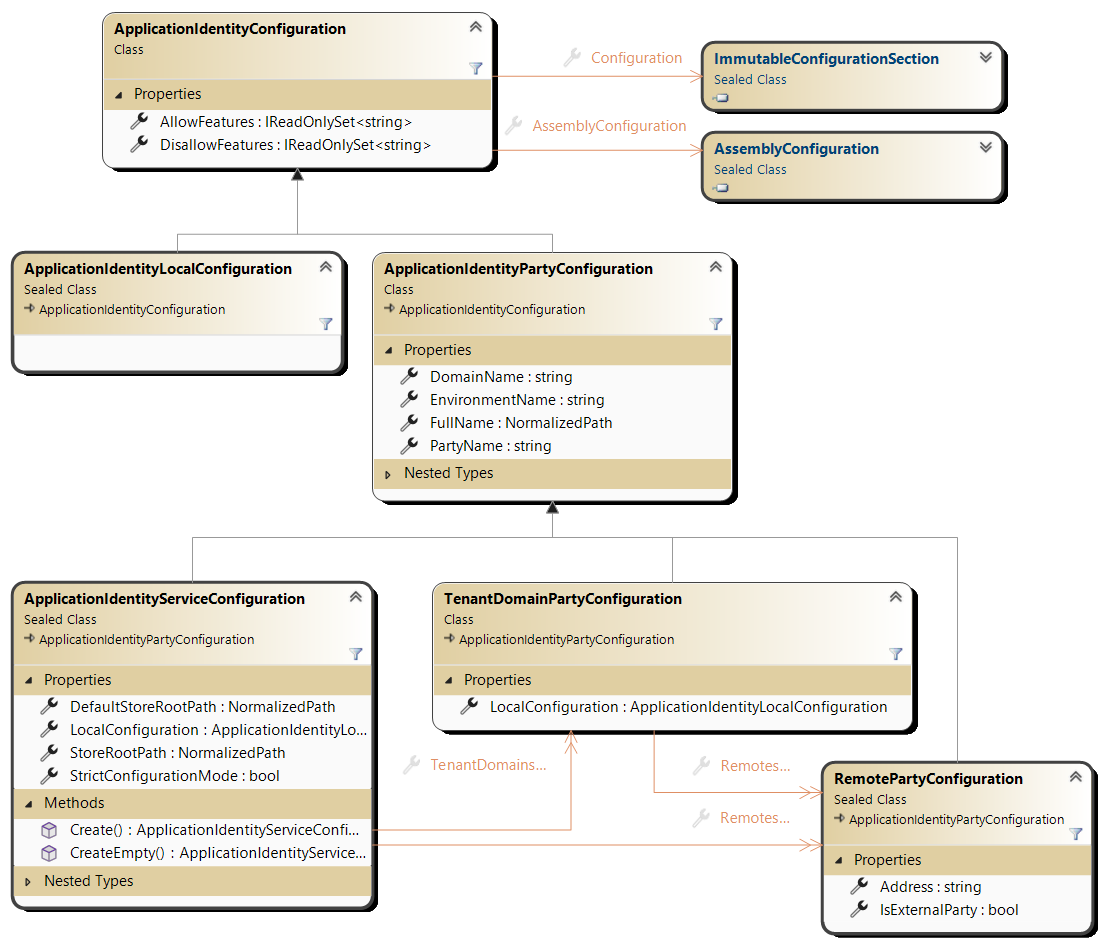 ApplicationIdentityConfiguration
Class
Properties
AllowFeatures : IReadOnlySet<string>
DisallowFeatures : IReadOnlySet<string>
Configuration
ImmutableConfigurationSection
Sealed Class
AssemblyConfiguration
AssemblyConfiguration
Sealed Class
ApplicationIdentityLocalConfiguration
Sealed Class
ApplicationIdentityConfiguration
ApplicationIdentityPartyConfiguration
Class
ApplicationIdentityConfiguration
Properties
DomainName : string
EnvironmentName : string
FullName : NormalizedPath
PartyName : string
Nested Types
ApplicationIdentityServiceConfiguration
Sealed Class
ApplicationIdentityPartyConfiguration
Properties
DefaultStoreRootPath : NormalizedPath
LocalConfiguration : ApplicationIdentityLo...
StoreRootPath : NormalizedPath
StrictConfigurationMode : bool
Methods
Create() : ApplicationIdentityServiceConfi...
CreateEmpty() : ApplicationIdentityService...
Nested Types
TenantDomainPartyConfiguration
Class
ApplicationIdentityPartyConfiguration
Properties
LocalConfiguration : ApplicationIdentityLocalConfiguration
TenantDomains...
Remotes...
Remotes...
RemotePartyConfiguration
Sealed Class
ApplicationIdentityPartyConfiguration
Properties
Address : string
IsExternalParty : bool